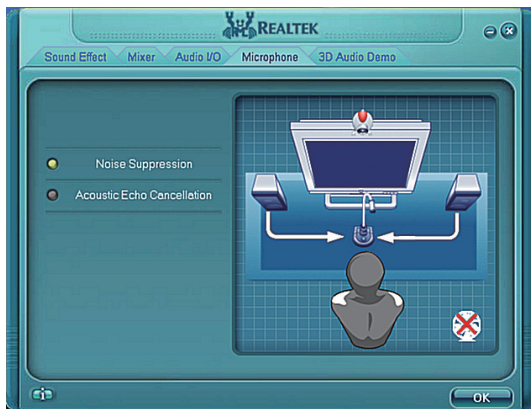 REALTEK
Sound Effect Mixer Audio I/O Microphone 3D Audio Demo
Noise Suppression
Acoustic Echo Cancellation
OK